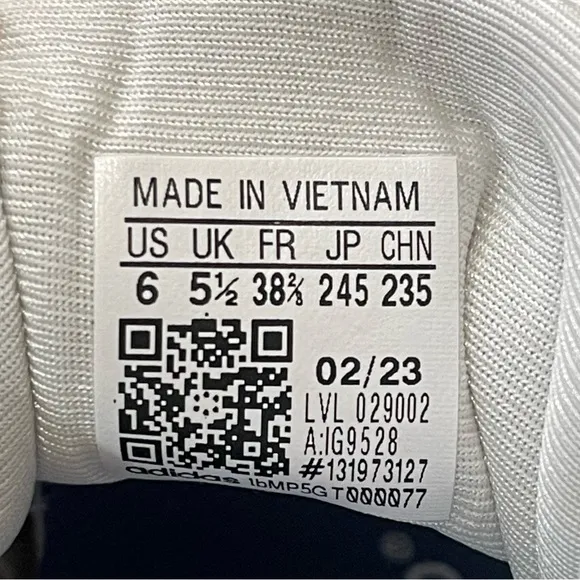 MADE IN VIETNAM
US UK FR JP CHN
6 5½ 38⅔ 245 235
02/23
LVL 029002
A:IG9528
#131973127
adidas 1bMP5GT000077